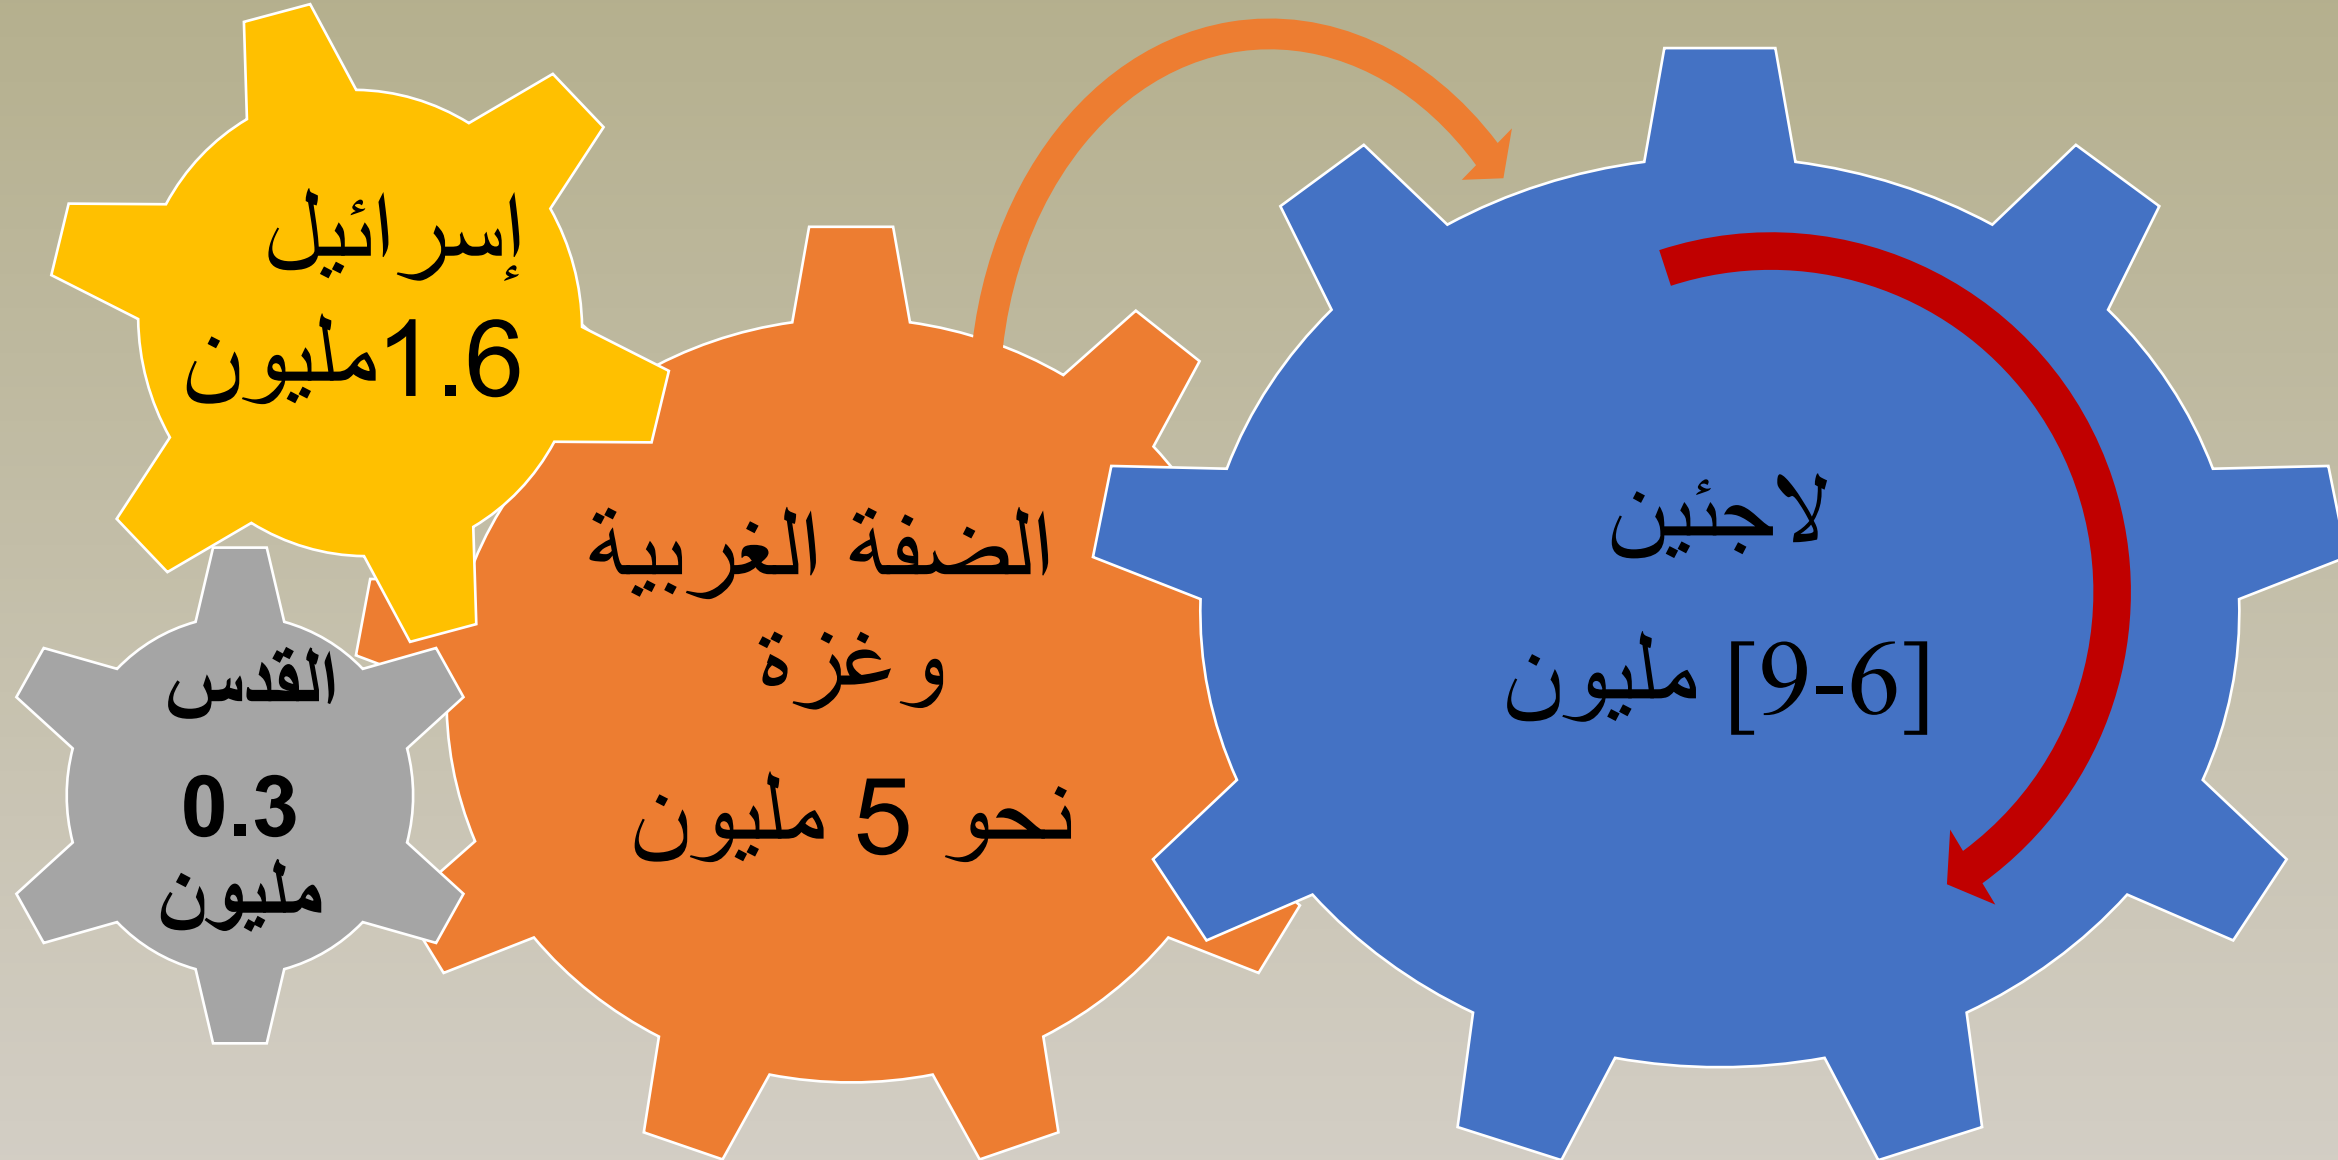 إسرائيل
1.6مليون
القدس
0.3
مليون
الضفة الغربية
وغزة
نحو 5 مليون
لاجئين
[6-9] مليون